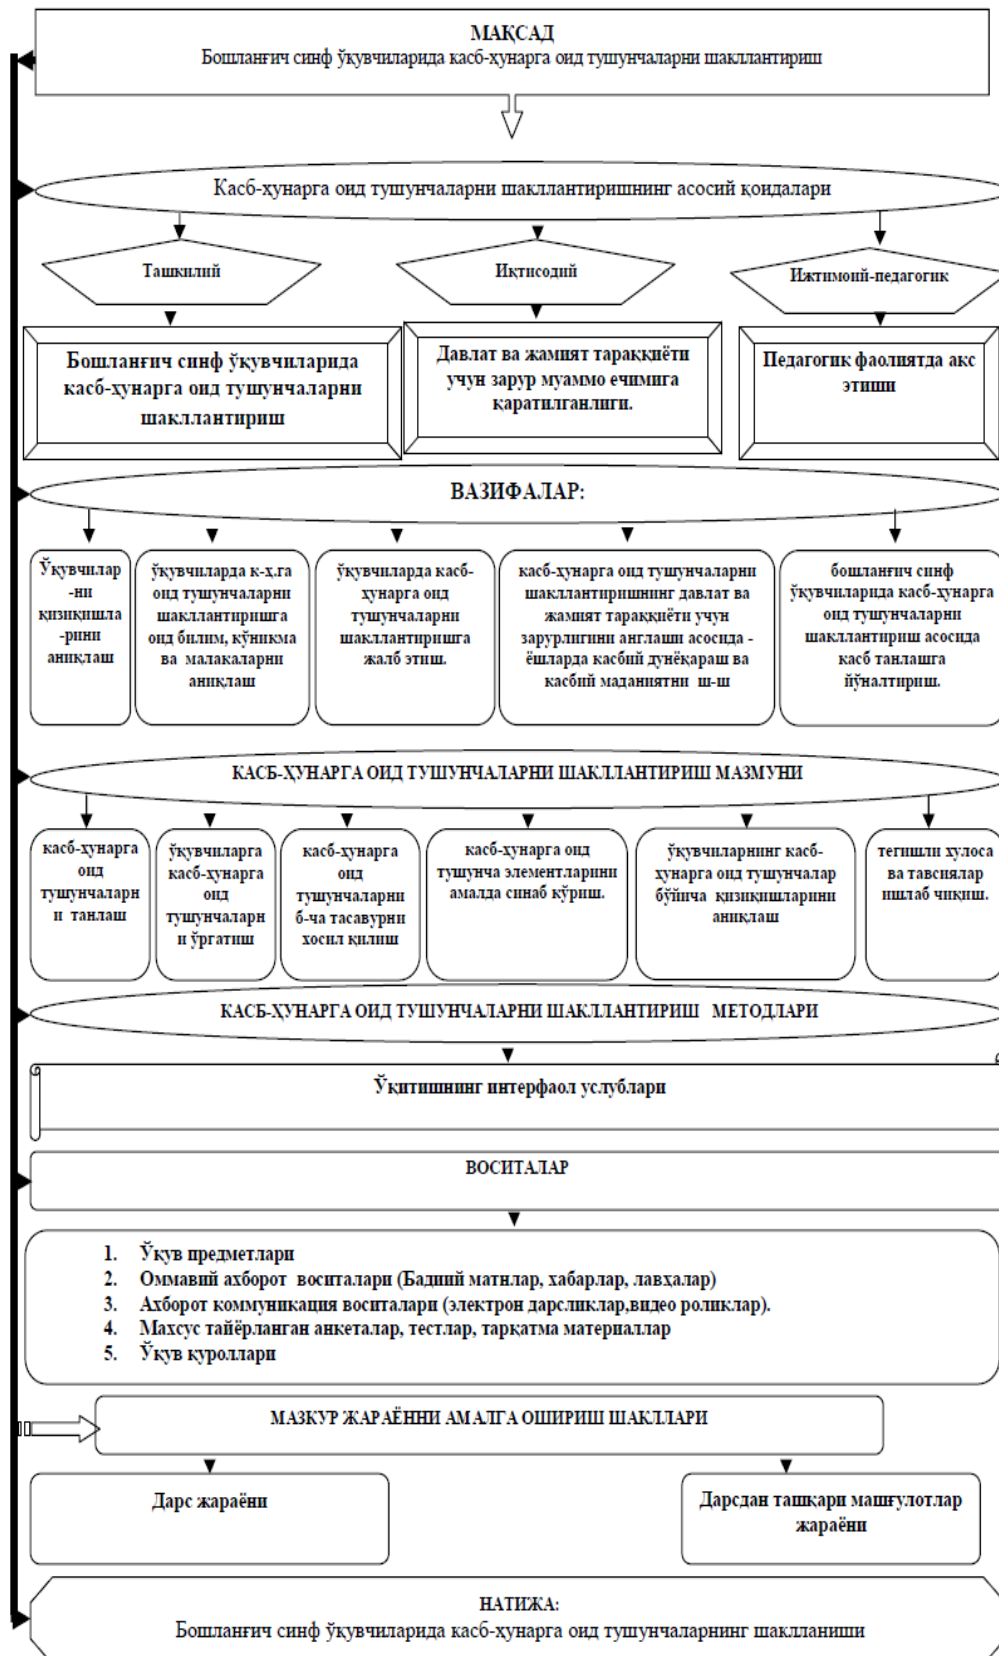 МАҚСАД
Бошланғич синф ўқувчиларида касб-ҳунарга оид тушунчаларни шакллантириш
Касб-ҳунарга оид тушунчаларни шакллантиришнинг асосий қоидалари
Ташкилий
Иқтисодий
Ижтимоий-педагогик
Бошланғич синф ўқувчиларида
касб-ҳунарга оид тушунчаларни
шакллантириш
Давлат ва жамият тараққиёти
учун зарур муаммо ечимига
қаратилганлиги.
Педагогик фаолиятда акс
этиши
ВАЗИФАЛАР:
Ўқувчилар
-ни
қизиқишла
-рини
аниқлаш
ўқувчиларда к-ҳ.га
оид тушунчаларни
шакллантиришга
оид билим, кўникма
ва малакаларни
аниқлаш
ўқувчиларда касб-
ҳунарга оид
тушунчаларни
шакллантиришга
жалб этиш.
касб-ҳунарга оид тушунчаларни
шакллантиришнинг давлат ва
жамият тараққиёти учун
зарурлигини англаши асосида -
ёшларда касбий дунёқараш ва
касбий маданиятни ш-ш
бошланғич синф
ўқувчиларида касб-ҳунарга
оид тушунчаларни
шакллантириш асосида
касб танлашга
йўналтириш.
КАСБ-ҲУНАРГА ОИД ТУШУНЧАЛАРНИ ШАКЛЛАНТИРИШ МАЗМУНИ
касб-ҳунарга
оид
тушунчаларн
и танлаш
ўқувчиларга
касб-ҳунарга
оид
тушунчаларн
и ўргатиш
касб-ҳунарга
оид
тушунчаларни
б-ча тасавурни
хосил қилиш
касб-ҳунарга оид
тушунча элементларини
амалда синаб кўриш.
ўқувчиларнинг касб-
ҳунарга оид тушунчалар
бўйича қизиқишларини
аниқлаш
тегишли хулоса
ва тавсиялар
ишлаб чиқиш.
КАСБ-ҲУНАРГА ОИД ТУШУНЧАЛАРНИ ШАКЛЛАНТИРИШ МЕТОДЛАРИ
Ўқитишнинг интерфаол услублари
ВОСИТАЛАР
1. Ўқув предметлари
2. Оммавий ахборот воситалари (Бадиий матнлар, хабарлар, лавҳалар)
3. Ахборот коммуникация воситалари (электрон дарсликлар,видео роликлар).
4. Махсус тайёрланган анкеталар, тестлар, тарқатма материаллар
5. Ўқув қуроллари
МАЗКУР ЖАРАЁННИ АМАЛГА ОШИРИШ ШАКЛЛАРИ
Дарс жараёни
Дарсдан ташқари машғулотлар
жараёни
НАТИЖА:
Бошланғич синф ўқувчиларида касб-ҳунарга оид тушунчаларнинг шаклланиши